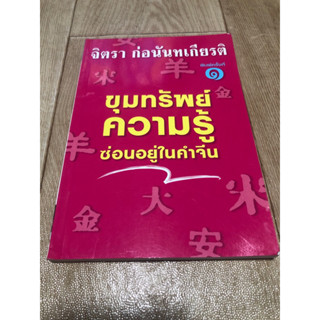 จิตรา ก่อนันทเกียรติ
พิมพ์ครั้งที่
๑
羊 羊
ขุมทรัพย์
ความรู้
ซ่อนอยู่ในคำจีน
金 米
大 安
金 羊